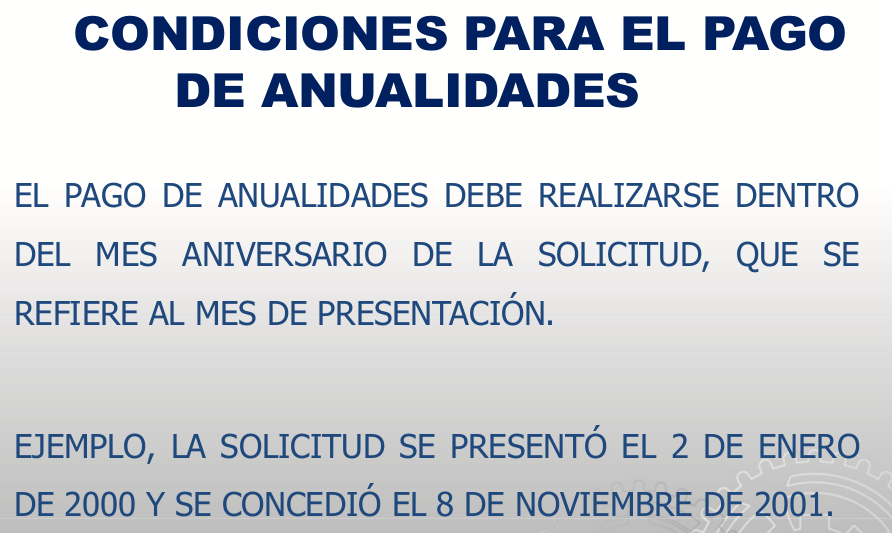 CONDICIONES PARA EL PAGO
DE ANUALIDADES
EL PAGO DE ANUALIDADES DEBE REALIZARSE DENTRO
DEL MES ANIVERSARIO DE LA SOLICITUD, QUE SE
REFIERE AL MES DE PRESENTACIÓN.
EJEMPLO, LA SOLICITUD SE PRESENTÓ EL 2 DE ENERO
DE 2000 Y SE CONCEDIÓ EL 8 DE NOVIEMBRE DE 2001.